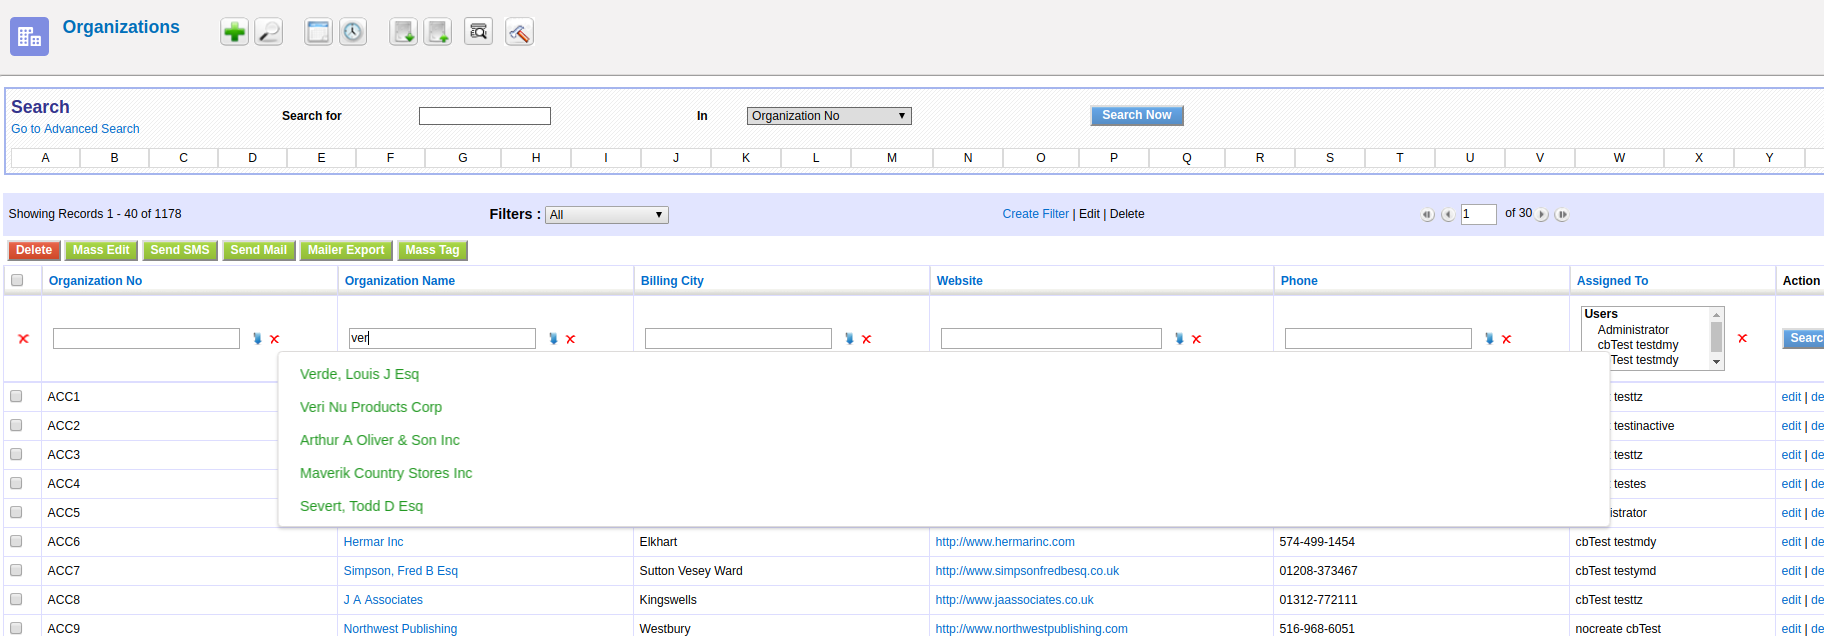 Organizations
Search
Go to Advanced Search
Search for
In
Organization No
Search Now
A B C D E F G H I J K L M N O P Q R S T U V W X Y
Showing Records 1 - 40 of 1178
Filters : All
Create Filter | Edit | Delete
1 of 30
Delete Mass Edit Send SMS Send Mail Mailer Export Mass Tag
Organization No Organization Name Billing City Website Phone Assigned To Action
ver
Users
Administrator
cbTest testdmy
Test testmdy
Searc
Verde, Louis J Esq
Veri Nu Products Corp
Arthur A Oliver & Son Inc
Maverik Country Stores Inc
Severt, Todd D Esq
ACC1 testtz edit | de
ACC2 testinactive edit | de
ACC3 testtz edit | de
ACC4 testes edit | de
ACC5 istrator edit | de
ACC6 Hermar Inc Elkhart http://www.hermarinc.com 574-499-1454 cbTest testmdy edit | de
ACC7 Simpson, Fred B Esq Sutton Vesey Ward http://www.simpsonfredbesq.co.uk 01208-373467 cbTest testymd edit | de
ACC8 J A Associates Kingswells http://www.jaassociates.co.uk 01312-772111 cbTest testtz edit | de
ACC9 Northwest Publishing Westbury http://www.northwestpublishing.com 516-968-6051 nocreate cbTest edit | de